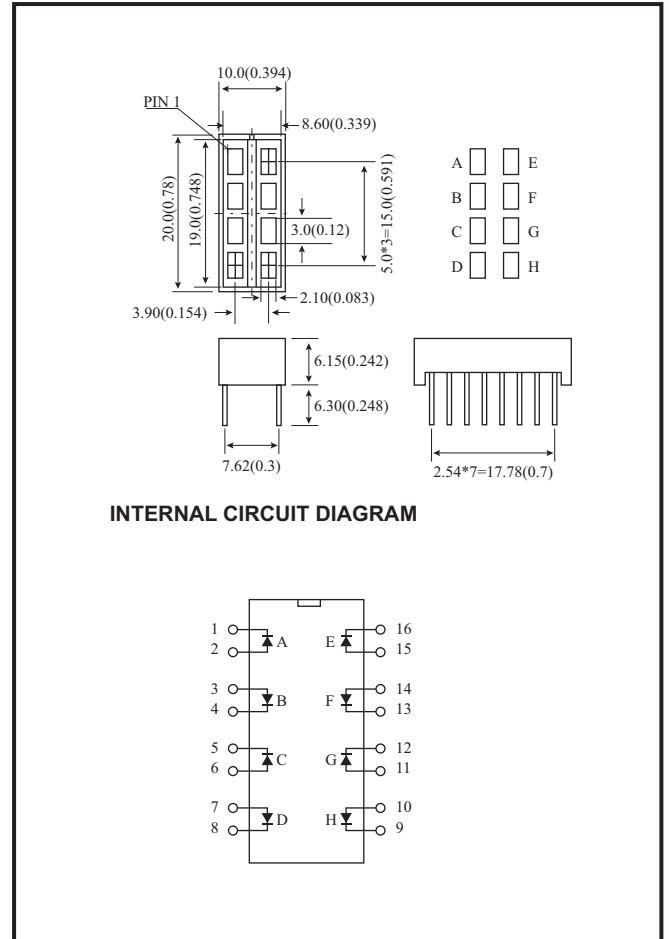 10.0(0.394)
PIN 1
8.60(0.339)
20.0(0.78)
19.0(0.748)
3.0(0.12)
5.0*3=15.0(0.591)
2.10(0.083)
3.90(0.154)
A E
B F
C G
D H
6.15(0.242)
6.30(0.248)
7.62(0.3)
2.54*7=17.78(0.7)
INTERNAL CIRCUIT DIAGRAM
1 16
A E
2 15
3 14
B F
4 13
5 12
C G
6 11
7 10
D H
8 9